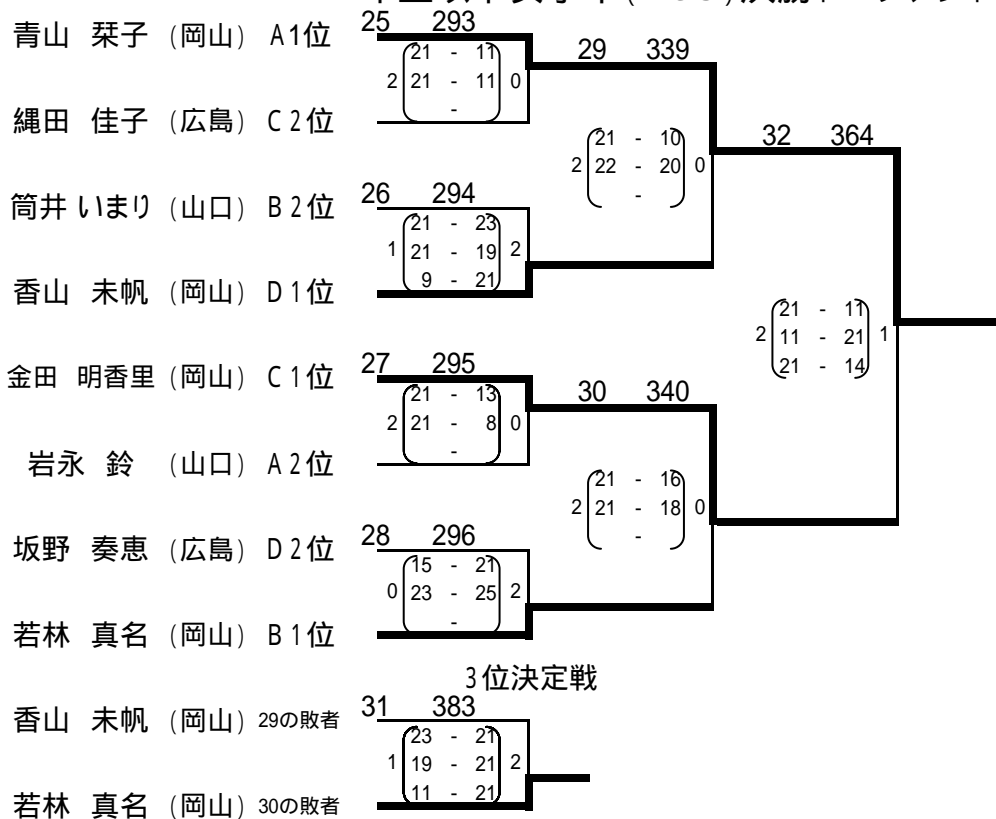 25 293
青山 栞子 (岡山) A1位
21 - 11
2 21 - 11 0
-
縄田 佳子 (広島) C2位
29 339
21 - 10
2 22 - 20 0
-
26 294
筒井 いまり (山口) B2位
21 - 23
1 21 - 19 2
9 - 21
香山 未帆 (岡山) D1位
32 364
21 - 11
2 11 - 21 1
21 - 14
27 295
金田 明香里 (岡山) C1位
21 - 13
2 21 - 8 0
-
岩永 鈴 (山口) A2位
30 340
21 - 16
2 21 - 18 0
-
28 296
坂野 奏恵 (広島) D2位
15 - 21
0 23 - 25 2
-
若林 真名 (岡山) B1位
3位決定戦
31 383
香山 未帆 (岡山) 29の敗者
23 - 21
1 19 - 21 2
11 - 21
若林 真名 (岡山) 30の敗者